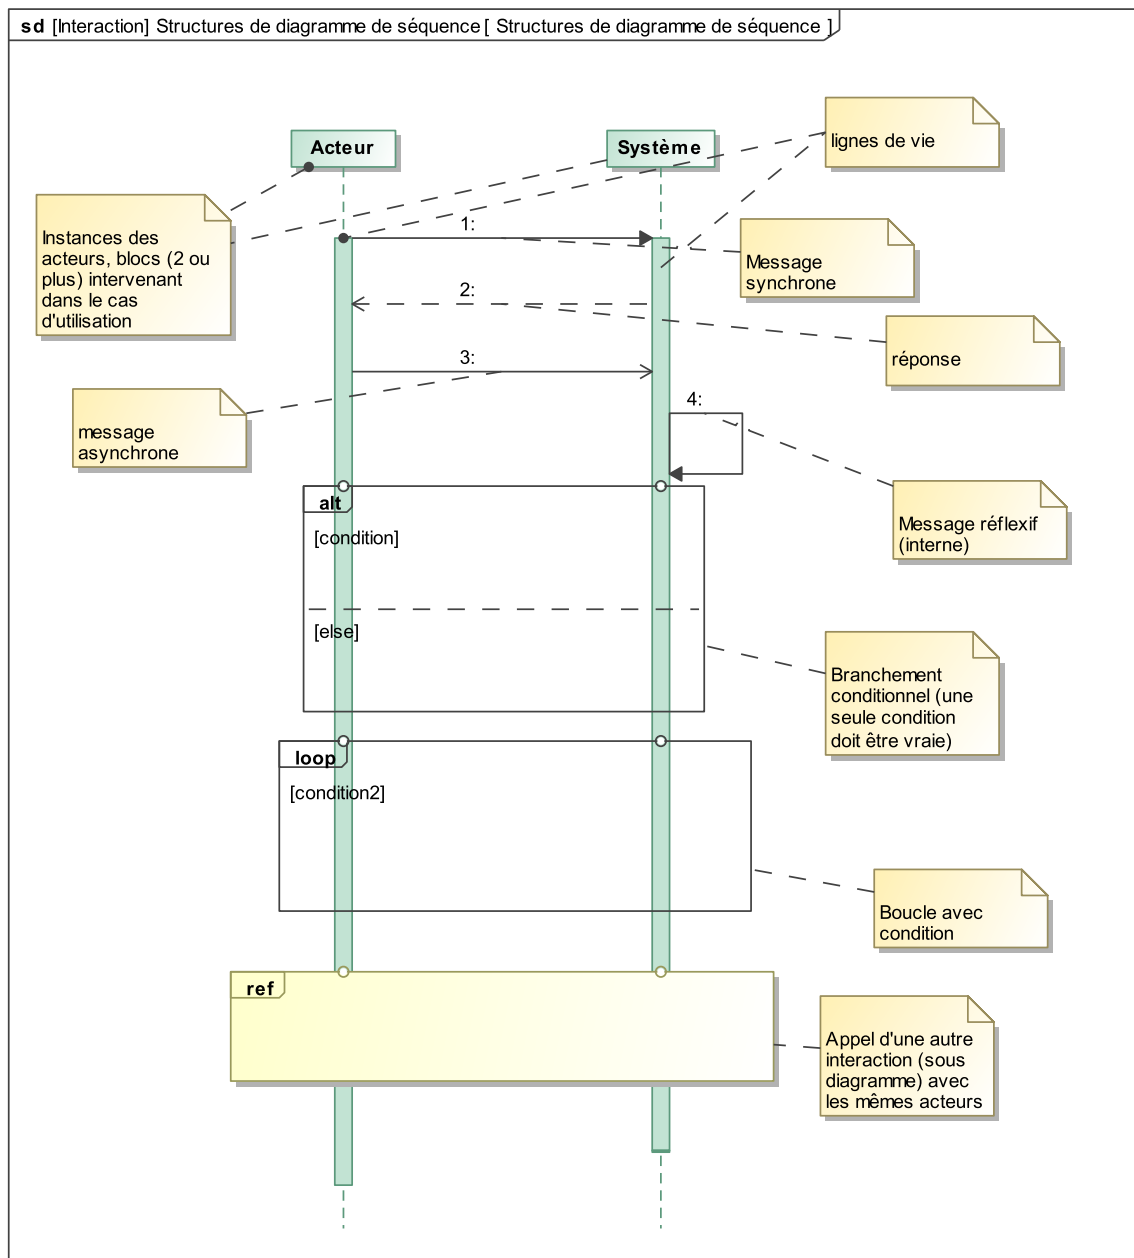 sd [Interaction] Structures de diagramme de séquence [ Structures de diagramme de séquence ]
Acteur
Système
lignes de vie
Instances des
acteurs, blocs (2 ou
plus) intervenant
dans le cas
d'utilisation
1:
Message
synchrone
2:
réponse
3:
message
asynchrone
4:
Message réflexif
(interne)
alt
[condition]
[else]
Branchement
conditionnel (une
seule condition
doit être vraie)
loop
[condition2]
Boucle avec
condition
ref
Appel d'une autre
interaction (sous
diagramme) avec
les mêmes acteurs